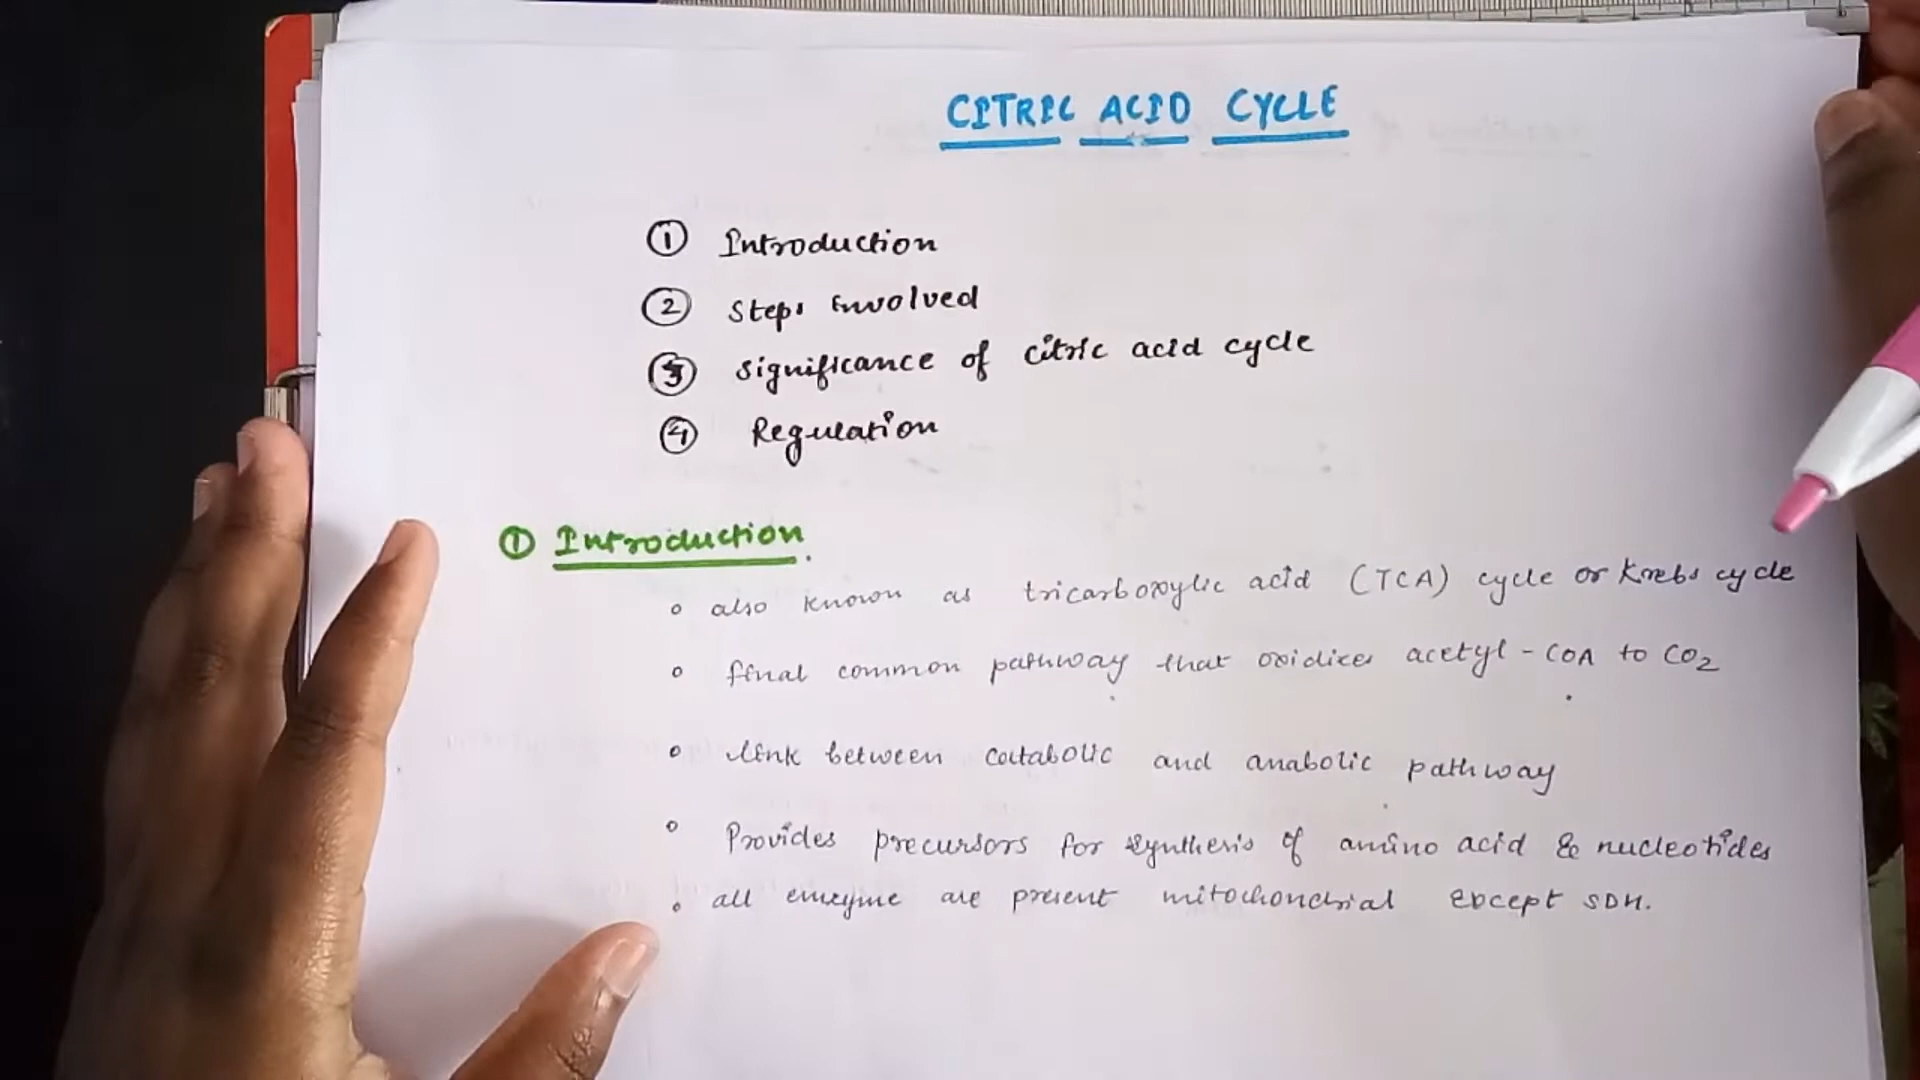 CITRIC ACID CYCLE
① Introduction
② Steps involved
③ Significance of citric acid cycle
④ Regulation
① Introduction.
◦ also known as tricarboxylic acid (TCA) cycle or Krebs cycle
◦ final common pathway that oxidizes acetyl-COA to CO₂
◦ link between catabolic and anabolic pathway
◦ Provides precursors for synthesis of amino acid & nucleotides
◦ all enzyme are present mitochondrial except SDH.